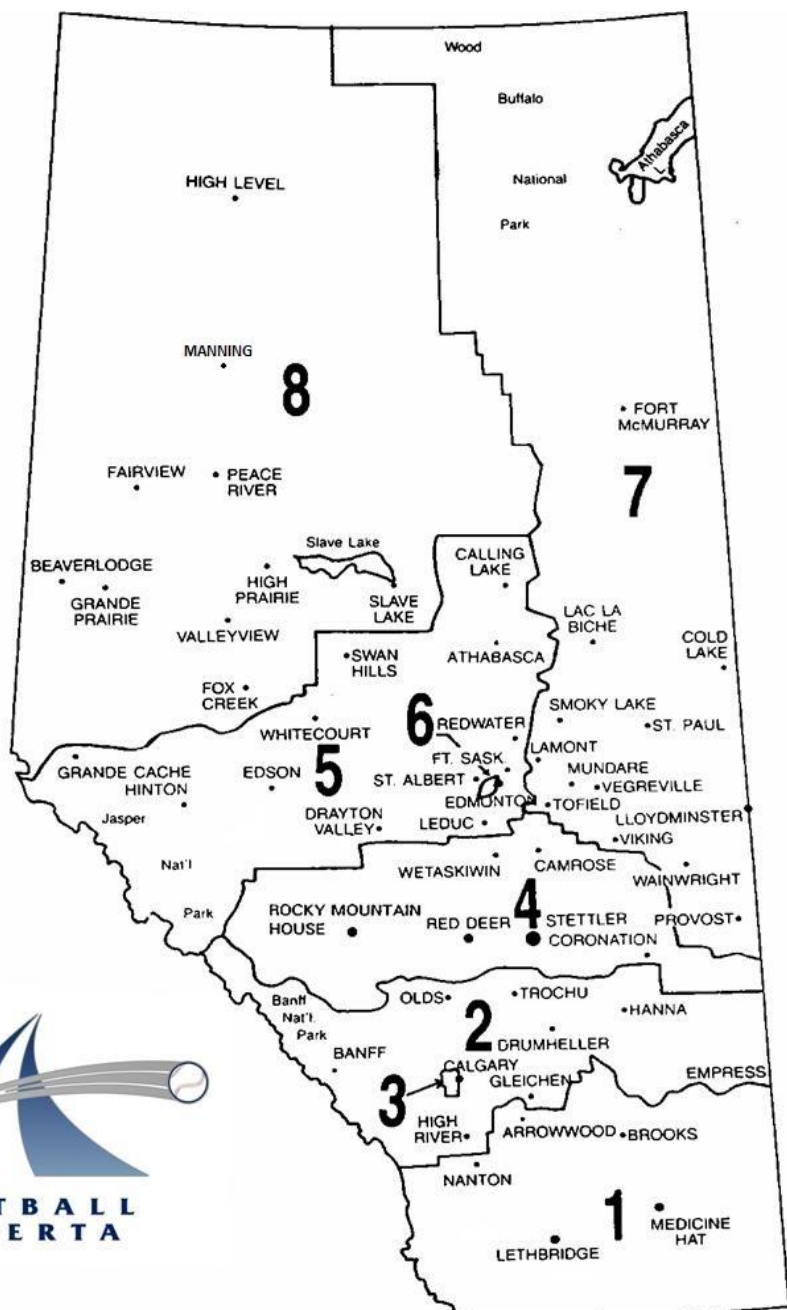 Wood
Buffalo
National
Park
Athabasca
L.
HIGH LEVEL
MANNING
8
FORT
McMURRAY
7
FAIRVIEW
PEACE
RIVER
Slave Lake
CALLING
LAKE
BEAVERLODGE
GRANDE
PRAIRIE
HIGH
PRAIRIE
SLAVE
LAKE
VALLEYVIEW
LAC LA
BICHE
COLD
LAKE
SWAN
HILLS
ATHABASCA
FOX
CREEK
WHITECOURT
6
REDWATER
SMOKY LAKE
ST. PAUL
5
FT. SASK.
LAMONT
GRANDE CACHE
HINTON
EDSON
ST. ALBERT
MUNDARE
VEGREVILLE
EDMONTON
TOFIELD
Jasper
Nat'l
Park
DRAYTON
VALLEY
LEDUC
LLOYDMINSTER
VIKING
WETASKIWIN
CAMROSE
WAINWRIGHT
4
ROCKY MOUNTAIN
HOUSE
RED DEER
STETTLER
PROVOST
CORONATION
Banff
Nat'l.
Park
OLDS
TROCHU
HANNA
2
DRUMHELLER
BANFF
CALGARY
GLEICHEN
EMPRESS
3
HIGH
RIVER
ARROWWOOD
BROOKS
NANTON
1
MEDICINE
HAT
LETHBRIDGE
TBALL
ERTA